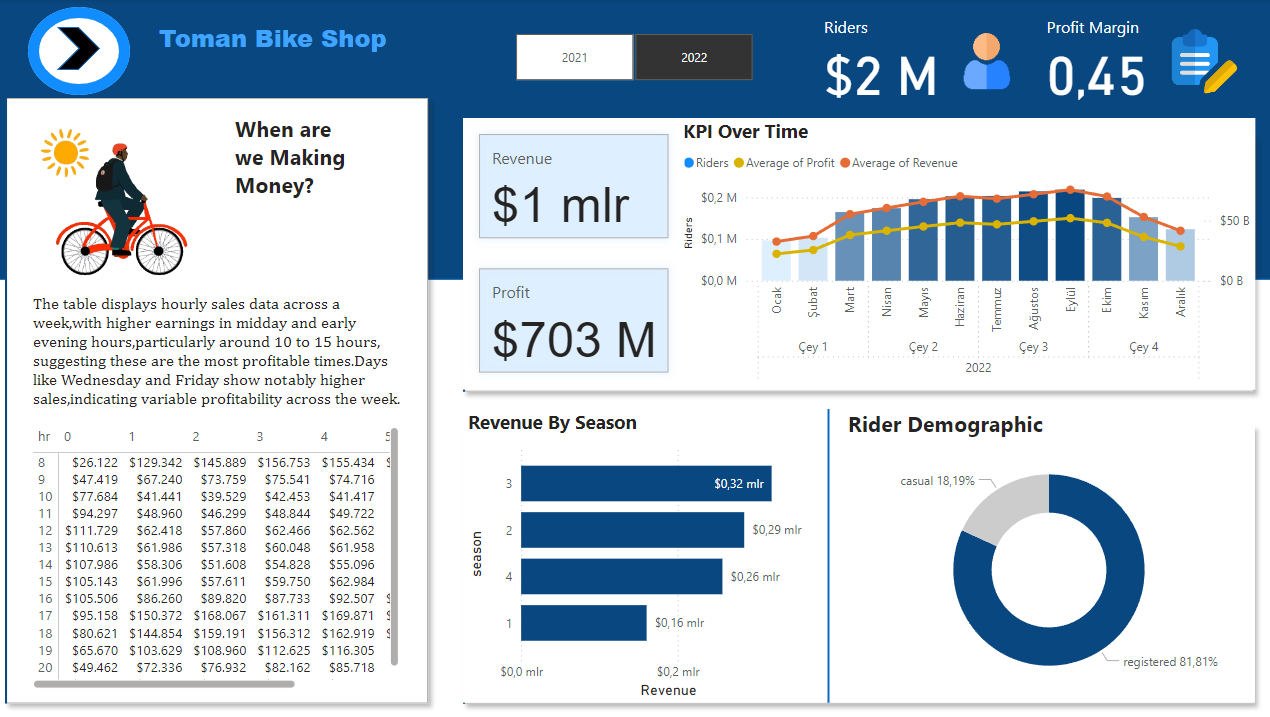 Toman Bike Shop
2021
2022
Riders
$2 M
Profit Margin
0,45
When are
we Making
Money?
The table displays hourly sales data across a
week,with higher earnings in midday and early
evening hours,particularly around 10 to 15 hours,
suggesting these are the most profitable times.Days
like Wednesday and Friday show notably higher
sales,indicating variable profitability across the week.
hr 0 1 2 3 4 5
8 $26.122 $129.342 $145.889 $156.753 $155.434 $
9 $47.419 $67.240 $73.759 $75.541 $74.716
10 $77.684 $41.441 $39.529 $42.453 $41.417
11 $94.297 $48.960 $46.299 $48.844 $49.722
12 $111.729 $62.418 $57.860 $62.466 $62.562
13 $110.613 $61.986 $57.318 $60.048 $61.958
14 $107.986 $58.306 $51.608 $54.828 $55.096
15 $105.143 $61.996 $57.611 $59.750 $62.984
16 $105.506 $86.260 $89.820 $87.733 $92.507 $
17 $95.158 $150.372 $168.067 $161.311 $169.871 $
18 $80.621 $144.854 $159.191 $156.312 $162.919 $
19 $65.670 $103.629 $108.960 $112.625 $116.305
20 $49.462 $72.336 $76.932 $82.162 $85.718
Revenue
$1 mlr
Profit
$703 M
KPI Over Time
Riders Average of Profit Average of Revenue
Riders
$0,2 M
$0,1 M
$0,0 M
$50 B
$0 B
Ocak
Şubat
Mart
Nisan
Mayıs
Haziran
Temmuz
Ağustos
Eylül
Ekim
Kasım
Aralık
Çey 1
Çey 2
Çey 3
Çey 4
2022
Revenue By Season
season
3 $0,32 mlr
2 $0,29 mlr
4 $0,26 mlr
1 $0,16 mlr
$0,0 mlr $0,2 mlr
Revenue
Rider Demographic
casual 18,19%
registered 81,81%